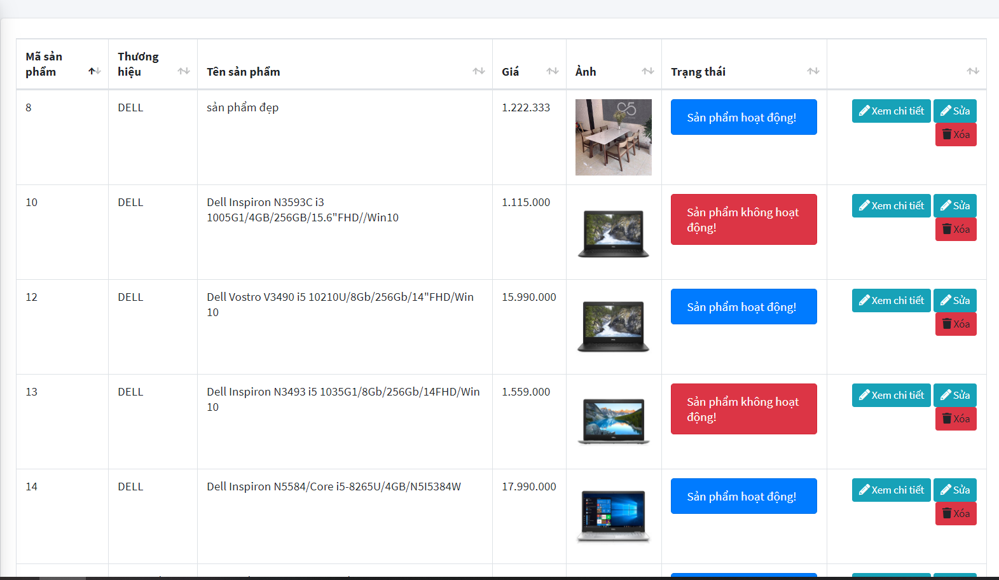 Mã sản phẩm
Thương hiệu
Tên sản phẩm
Giá
Ảnh
Trạng thái
8
DELL
sản phẩm đẹp
1.222.333
Sản phẩm hoạt động!
Xem chi tiết
Sửa
Xóa
10
DELL
Dell Inspiron N3593C i3
1005G1/4GB/256GB/15.6"FHD//Win10
1.115.000
Sản phẩm không hoạt
động!
Xem chi tiết
Sửa
Xóa
12
DELL
Dell Vostro V3490 i5 10210U/8Gb/256Gb/14"FHD/Win
10
15.990.000
Sản phẩm hoạt động!
Xem chi tiết
Sửa
Xóa
13
DELL
Dell Inspiron N3493 i5 1035G1/8Gb/256Gb/14FHD/Win
10
1.559.000
Sản phẩm không hoạt
động!
Xem chi tiết
Sửa
Xóa
14
DELL
Dell Inspiron N5584/Core i5-8265U/4GB/N5I5384W
17.990.000
Sản phẩm hoạt động!
Xem chi tiết
Sửa
Xóa